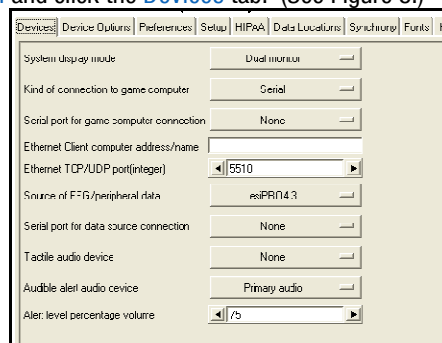 and click the Devices tab. (See Figure 3.)
Devices Device Options Preferences Setup HIPAA Data Locations Synchrony Fonts
System display mode Dual monitor
Kind of connection to game computer Serial
Serial port for game computer connection None
Ethernet Client computer address/name
Ethernet TCP/UDP port(integer) 5510
Source of EEG/peripheral data esiPRO4.3
Serial port for data source connection None
Tactile audio device None
Audible alert audio device Primary audio
Alert level percentage volume 75